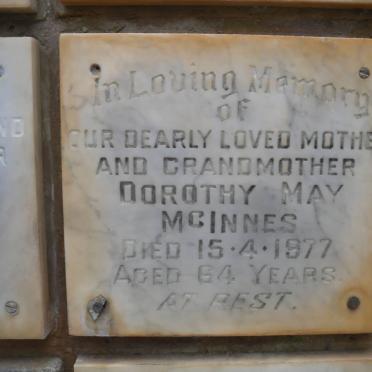 In Loving Memory
OF
OUR DEARLY LOVED MOTHE
AND GRANDMOTHER
DOROTHY MAY
McINNES
DIED 15·4·1977
AGED 64 YEARS.
AT REST.